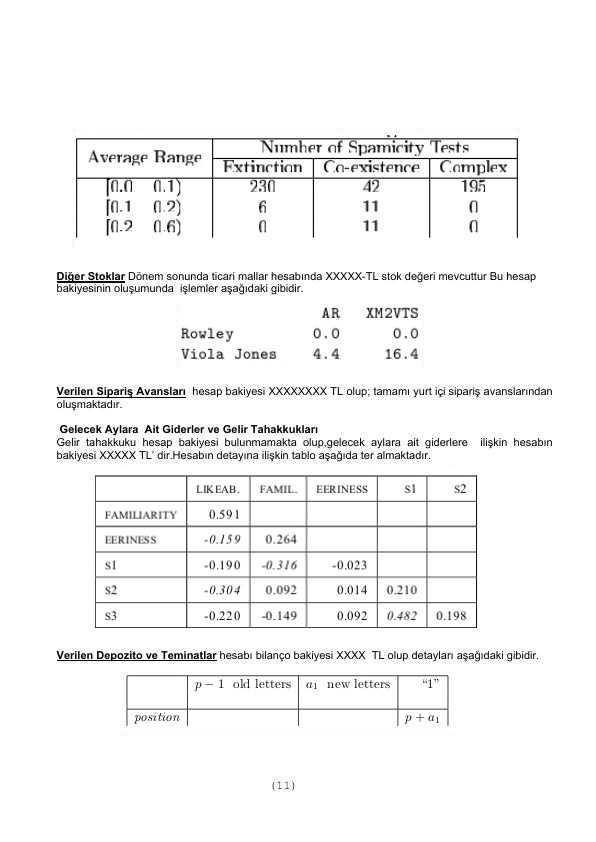 Average Range Number of Spamicity Tests
Extinction Co-existence Complex
[0.0 0.1) 230 42 195
[0.1 0.2) 6 11 0
[0.2 0.6) 0 11 0
Diğer Stoklar Dönem sonunda ticari mallar hesabında XXXXX-TL stok değeri mevcuttur Bu hesap
bakiyesinin oluşumunda işlemler aşağıdaki gibidir.
AR XM2VTS
Rowley 0.0 0.0
Viola Jones 4.4 16.4
Verilen Sipariş Avansları hesap bakiyesi XXXXXXXX TL olup; tamamı yurt içi sipariş avanslarından
oluşmaktadır.
Gelecek Aylara Ait Giderler ve Gelir Tahakkukları
Gelir tahakkuku hesap bakiyesi bulunmamakta olup,gelecek aylara ait giderlere ilişkin hesabın
bakiyesi XXXXX TL' dir.Hesabın detayına ilişkin tablo aşağıda ter almaktadır.
LIKEAB. FAMIL. EERINESS S1 S2
FAMILIARITY 0.591
EERINESS -0.159 0.264
S1 -0.190 -0.316 -0.023
S2 -0.304 0.092 0.014 0.210
S3 -0.220 -0.149 0.092 0.482 0.198
Verilen Depozito ve Teminatlar hesabı bilanço bakiyesi XXXX TL olup detayları aşağıdaki gibidir.
p − 1 old letters a₁ new letters “1”
position p + a₁
(11)